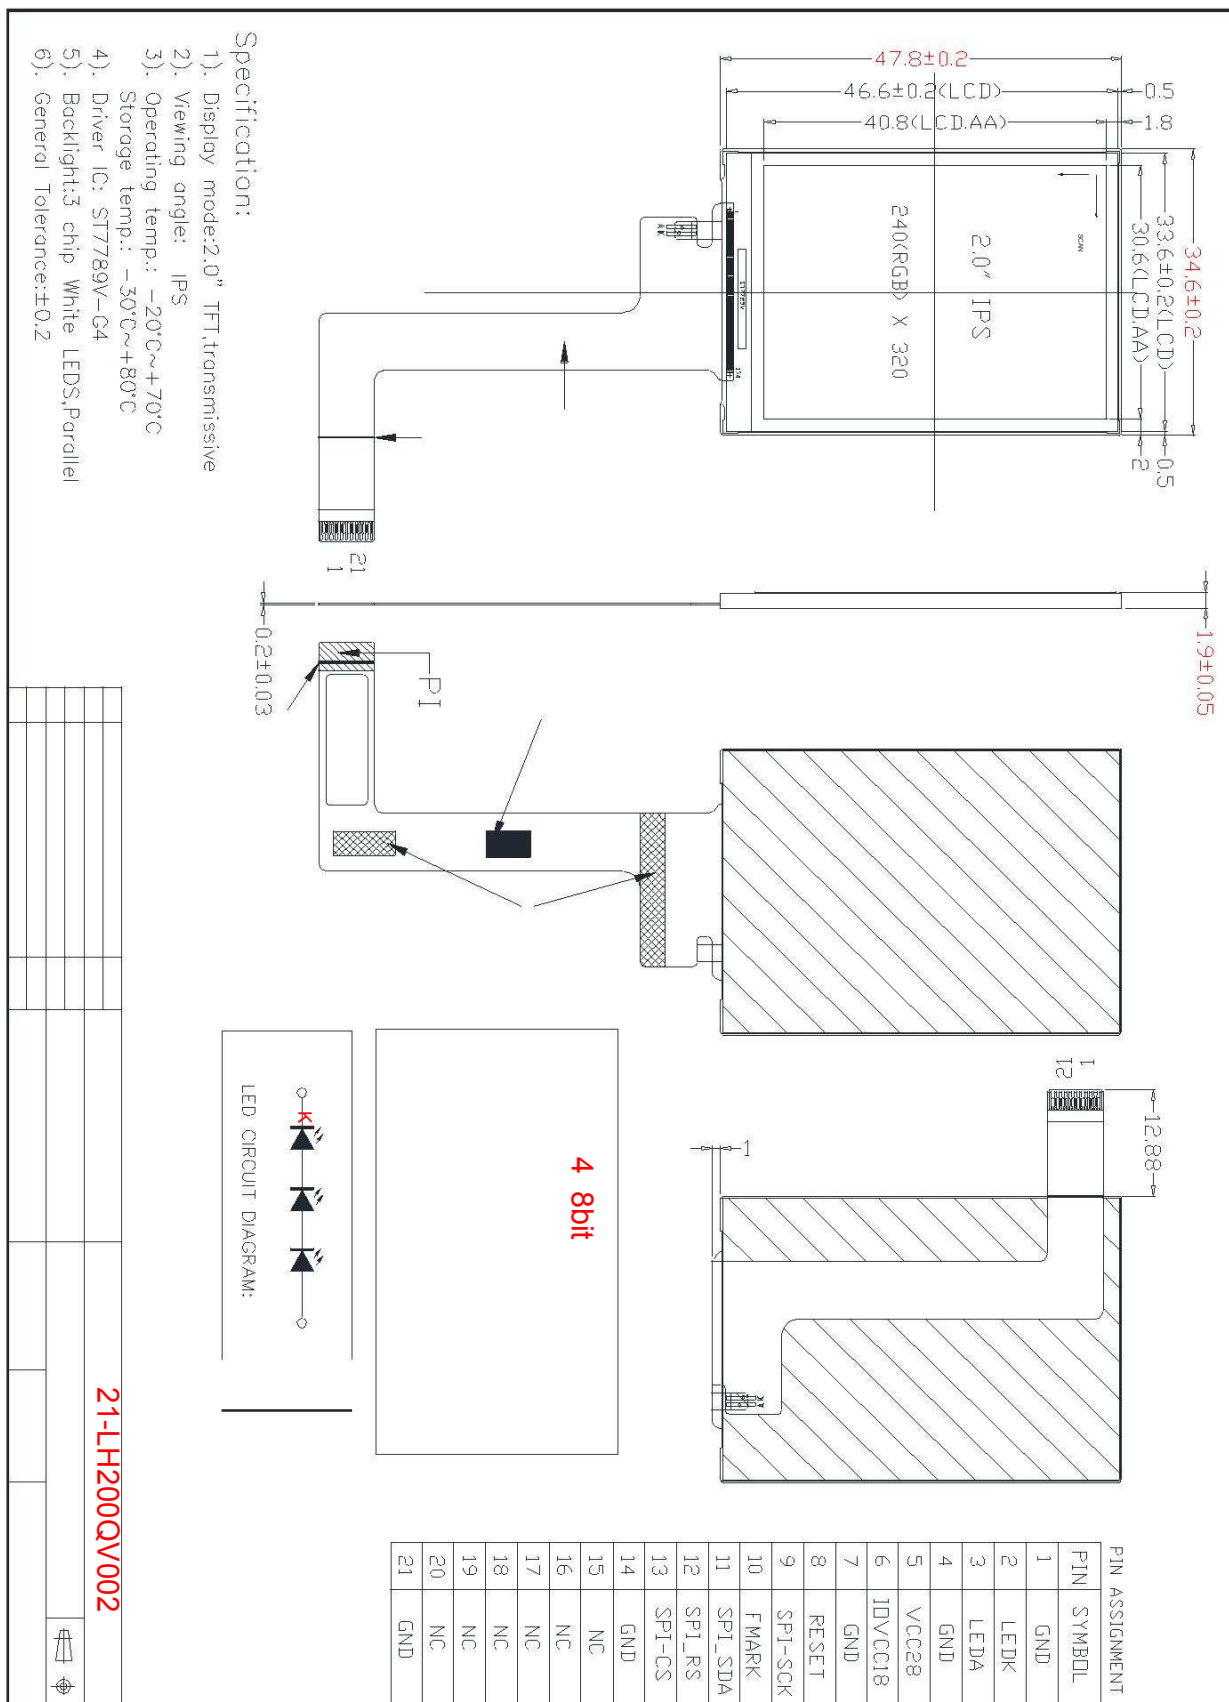 47.8±0.2
46.6±0.2(LCD)
0.5
40.8(LCD.AA)
1.8
34.6±0.2
33.6±0.2(LCD)
0.5
30.6(LCD.AA)
2
SCAN
2.0" IPS
240(RGB) X 320
21
1
1.9±0.05
0.2±0.03
PI
1
21
12.88
1
A K
Specification:
1). Display mode:2.0" TFT,transmissive
2). Viewing angle: IPS
3). Operating temp.: -20°C~+70°C
Storage temp.: -30°C~+80°C
4). Driver IC: ST7789V-G4
5). Backlight:3 chip White LEDS,Parallel
6). General Tolerance:±0.2
4 8bit
K
LED CIRCUIT DIAGRAM:
PIN ASSIGNMENT
PIN SYMBOL
1 GND
2 LEDK
3 LEDA
4 GND
5 VCC28
6 IOVCC18
7 GND
8 RESET
9 SPI-SCK
10 FMARK
11 SPI_SDA
12 SPI_RS
13 SPI-CS
14 GND
15 NC
16 NC
17 NC
18 NC
19 NC
20 NC
21 GND
21-LH200QV002